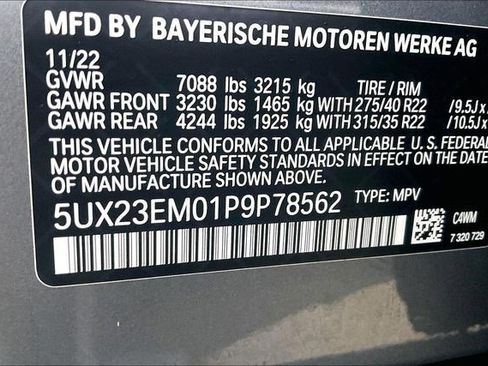 MFD BY BAYERISCHE MOTOREN WERKE AG
11/22
GVWR 7088 lbs 3215 kg TIRE / RIM
GAWR FRONT 3230 lbs 1465 kg WITH 275/40 R22 /9.5Jx
GAWR REAR 4244 lbs 1925 kg WITH 315/35 R22 /10.5Jx
THIS VEHICLE CONFORMS TO ALL APPLICABLE U.S. FEDERAL
MOTOR VEHICLE SAFETY STANDARDS IN EFFECT ON THE DATE OF
MANUFACTURE SHOWN ABOVE.
5UX23EM01P9P78562 TYPE: MPV
C4WM
7 320 729